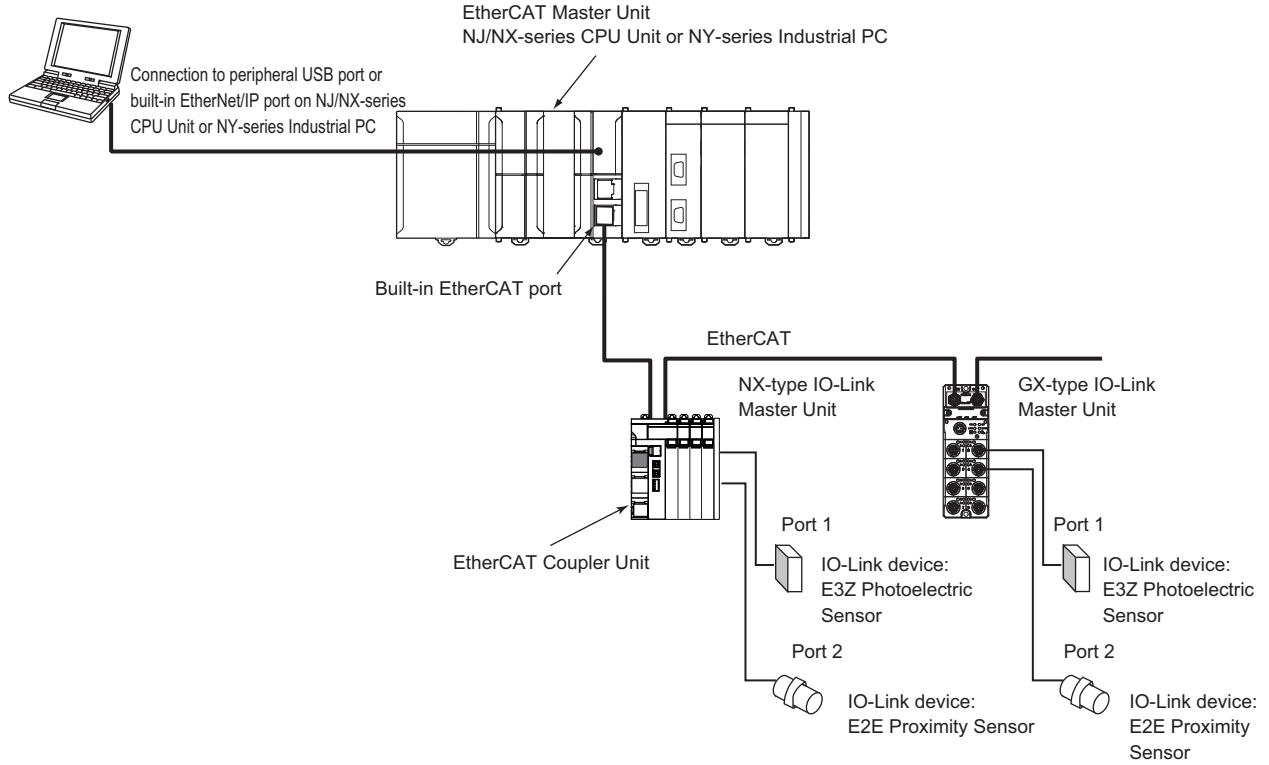 EtherCAT Master Unit
NJ/NX-series CPU Unit or NY-series Industrial PC
Connection to peripheral USB port or
built-in EtherNet/IP port on NJ/NX-series
CPU Unit or NY-series Industrial PC
Built-in EtherCAT port
EtherCAT
NX-type IO-Link
Master Unit
GX-type IO-Link
Master Unit
EtherCAT Coupler Unit
Port 1
IO-Link device:
E3Z Photoelectric
Sensor
Port 2
IO-Link device:
E2E Proximity Sensor
Port 1
IO-Link device:
E3Z Photoelectric
Sensor
Port 2
IO-Link device:
E2E Proximity
Sensor